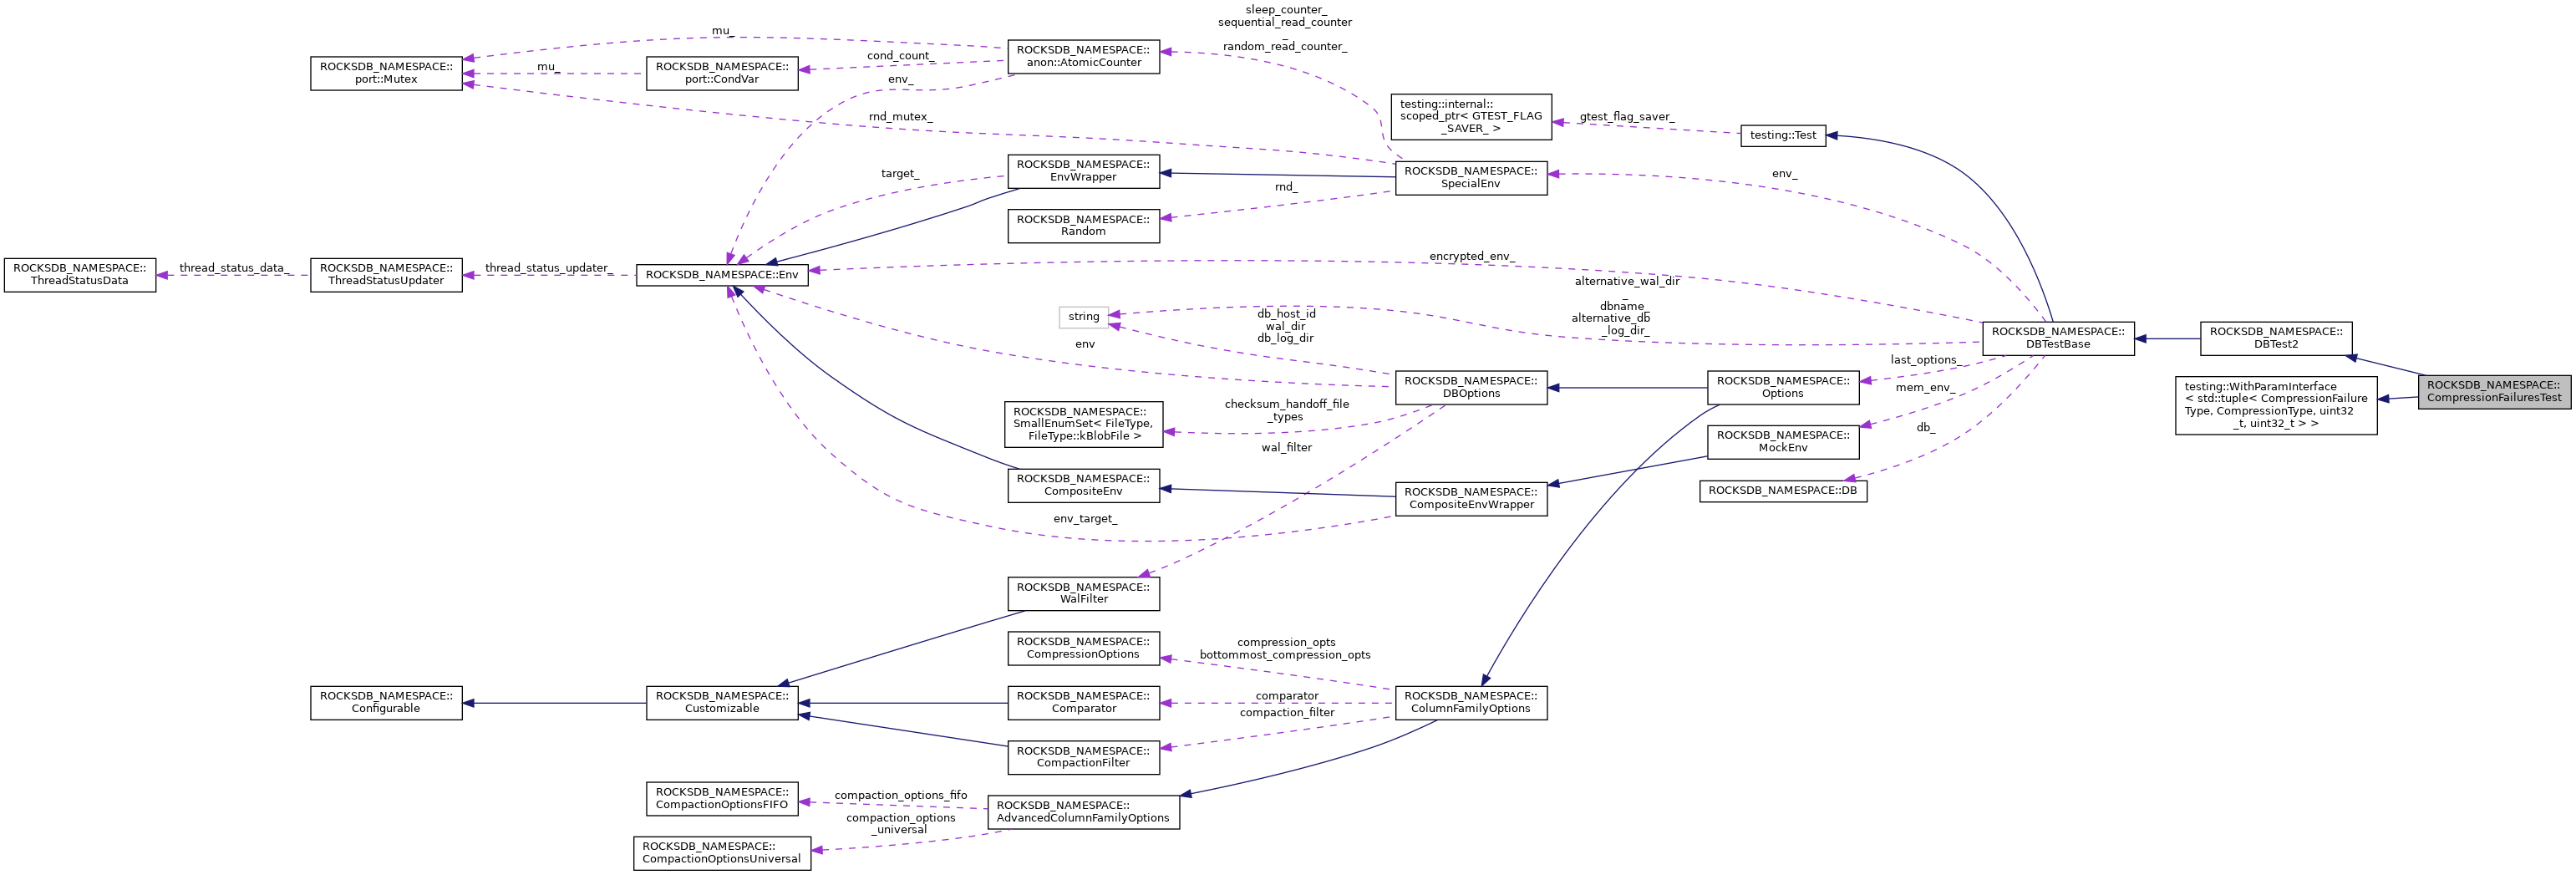 sleep_counter_
sequential_read_counter
_
random_read_counter_
mu_
ROCKSDB_NAMESPACE::
port::Mutex
mu_
ROCKSDB_NAMESPACE::
port::CondVar
cond_count_
env_
ROCKSDB_NAMESPACE::
anon::AtomicCounter
rnd_mutex_
testing::internal::
scoped_ptr< GTEST_FLAG
_SAVER_ >
gtest_flag_saver_
testing::Test
target_
ROCKSDB_NAMESPACE::
EnvWrapper
rnd_
ROCKSDB_NAMESPACE::
SpecialEnv
env_
ROCKSDB_NAMESPACE::
Random
ROCKSDB_NAMESPACE::
ThreadStatusData
thread_status_data_
ROCKSDB_NAMESPACE::
ThreadStatusUpdater
thread_status_updater_
ROCKSDB_NAMESPACE::Env
encrypted_env_
alternative_wal_dir
_
dbname_
alternative_db
_log_dir_
string
db_host_id
wal_dir
db_log_dir
env
ROCKSDB_NAMESPACE::
DBTestBase
ROCKSDB_NAMESPACE::
DBTest2
last_options_
mem_env_
db_
ROCKSDB_NAMESPACE::
DBOptions
ROCKSDB_NAMESPACE::
Options
testing::WithParamInterface
< std::tuple< CompressionFailure
Type, CompressionType, uint32
_t, uint32_t > >
ROCKSDB_NAMESPACE::
CompressionFailuresTest
ROCKSDB_NAMESPACE::
SmallEnumSet< FileType,
FileType::kBlobFile >
checksum_handoff_file
_types
wal_filter
ROCKSDB_NAMESPACE::
MockEnv
ROCKSDB_NAMESPACE::
CompositeEnv
ROCKSDB_NAMESPACE::
CompositeEnvWrapper
ROCKSDB_NAMESPACE::DB
env_target_
ROCKSDB_NAMESPACE::
WalFilter
ROCKSDB_NAMESPACE::
CompressionOptions
compression_opts
bottommost_compression_opts
ROCKSDB_NAMESPACE::
Configurable
ROCKSDB_NAMESPACE::
Customizable
ROCKSDB_NAMESPACE::
Comparator
comparator
compaction_filter
ROCKSDB_NAMESPACE::
ColumnFamilyOptions
ROCKSDB_NAMESPACE::
CompactionFilter
ROCKSDB_NAMESPACE::
CompactionOptionsFIFO
compaction_options_fifo
compaction_options
_universal
ROCKSDB_NAMESPACE::
AdvancedColumnFamilyOptions
ROCKSDB_NAMESPACE::
CompactionOptionsUniversal